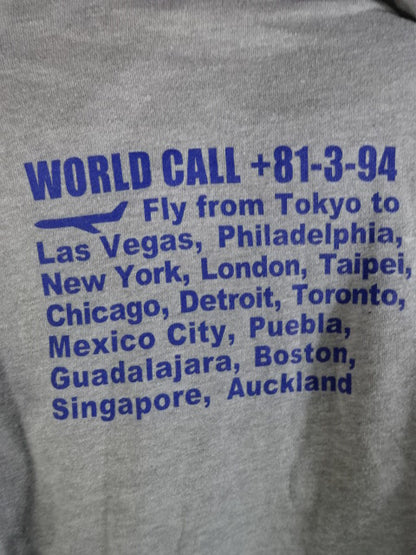 WORLD CALL +81-3-94
Fly from Tokyo to
Las Vegas, Philadelphia,
New York, London, Taipei,
Chicago, Detroit, Toronto,
Mexico City, Puebla,
Guadalajara, Boston,
Singapore, Auckland